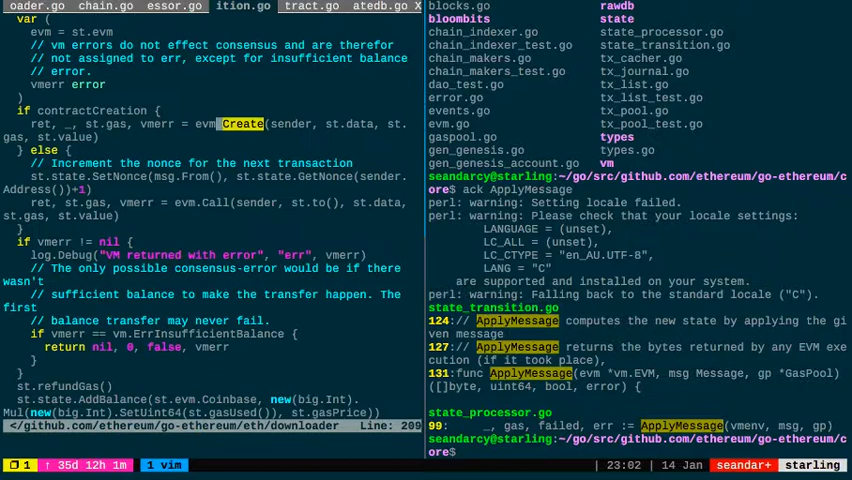 oader.go chain.go essor.go ition.go tract.go atedb.go X
var (
evm = st.evm
// vm errors do not effect consensus and are therefor
// not assigned to err, except for insufficient balance
// error.
vmerr error
)
if contractCreation {
ret, _, st.gas, vmerr = evm.Create(sender, st.data, st.
gas, st.value)
} else {
// Increment the nonce for the next transaction
st.state.SetNonce(msg.From(), st.state.GetNonce(sender.
Address())+1)
ret, st.gas, vmerr = evm.Call(sender, st.to(), st.data,
st.gas, st.value)
}
if vmerr != nil {
log.Debug("VM returned with error", "err", vmerr)
// The only possible consensus-error would be if there
wasn't
// sufficient balance to make the transfer happen. The
first
// balance transfer may never fail.
if vmerr == vm.ErrInsufficientBalance {
return nil, 0, false, vmerr
}
}
st.refundGas()
st.state.AddBalance(st.evm.Coinbase, new(big.Int).
Mul(new(big.Int).SetUint64(st.gasUsed()), st.gasPrice))
</github.com/ethereum/go-ethereum/eth/downloader Line: 209
blocks.go rawdb
bloombits state
chain_indexer.go state_processor.go
chain_indexer_test.go state_transition.go
chain_makers.go tx_cacher.go
chain_makers_test.go tx_journal.go
dao_test.go tx_list.go
error.go tx_list_test.go
events.go tx_pool.go
evm.go tx_pool_test.go
gaspool.go types
gen_genesis.go types.go
gen_genesis_account.go vm
seandarcy@starling:~/go/src/github.com/ethereum/go-ethereum/c
ore$ ack ApplyMessage
perl: warning: Setting locale failed.
perl: warning: Please check that your locale settings:
LANGUAGE = (unset),
LC_ALL = (unset),
LC_CTYPE = "en_AU.UTF-8",
LANG = "C"
are supported and installed on your system.
perl: warning: Falling back to the standard locale ("C").
state_transition.go
124:// ApplyMessage computes the new state by applying the gi
ven message
127:// ApplyMessage returns the bytes returned by any EVM exe
cution (if it took place),
131:func ApplyMessage(evm *vm.EVM, msg Message, gp *GasPool)
([]byte, uint64, bool, error) {
state_processor.go
99: _, gas, failed, err := ApplyMessage(vmenv, msg, gp)
seandarcy@starling:~/go/src/github.com/ethereum/go-ethereum/c
ore$
1 ↑ 35d 12h 1m 1 vim | 23:02 | 14 Jan seandar+ starling